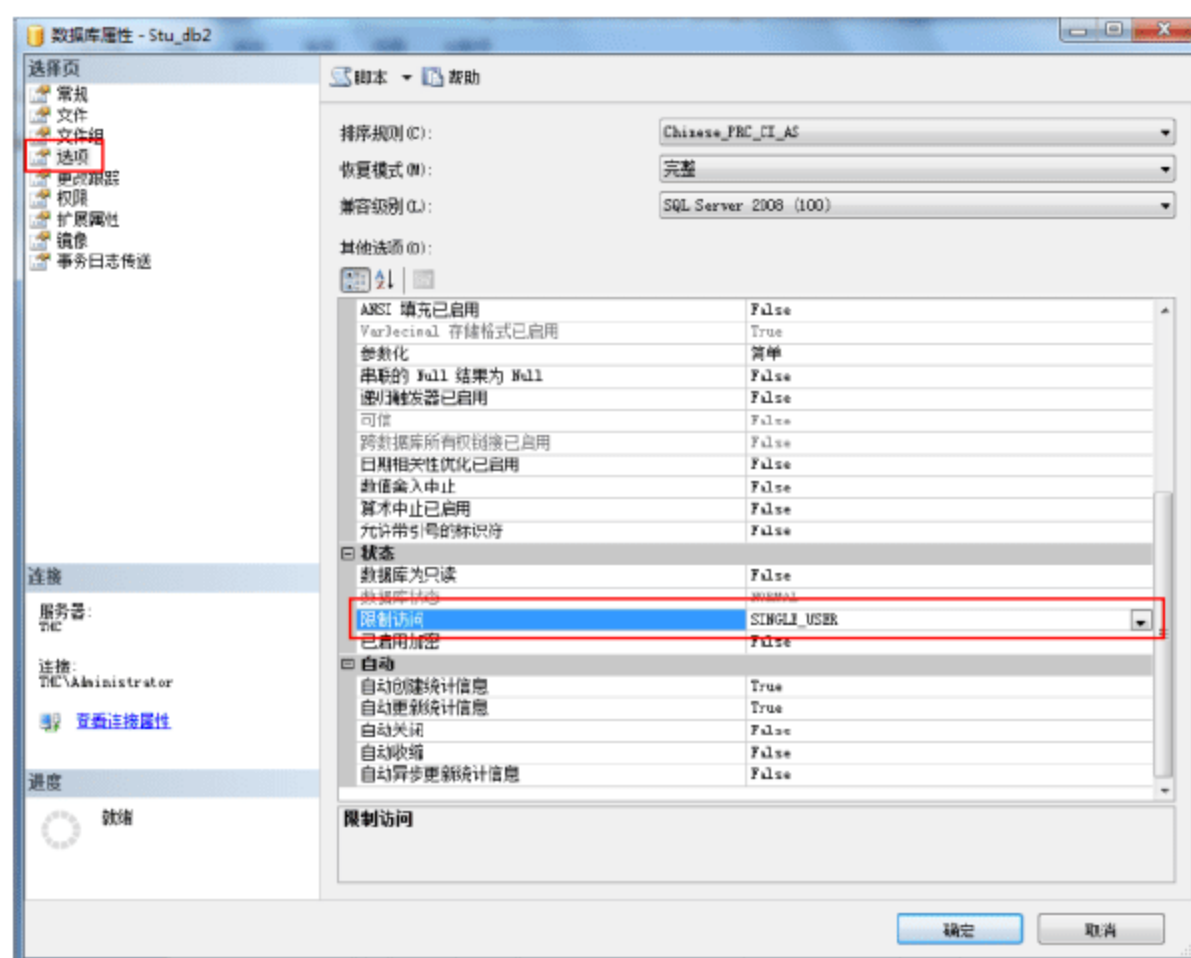 数据库属性 - Stu_db2
选择页
常规
文件
文件组
选项
更改跟踪
权限
扩展属性
镜像
事务日志传送
脚本 帮助
排序规则(C): Chinese_PRC_CI_AS
恢复模式(M): 完整
兼容级别(L): SQL Server 2008 (100)
其他选项(O):
ANSI 填充已启用 False
VarDecimal 存储格式已启用 True
参数化 简单
串联的 Null 结果为 Null False
递归触发器已启用 False
可信 False
跨数据库所有权链接已启用 False
日期相关性优化已启用 False
数值舍入中止 False
算术中止已启用 False
允许带引号的标识符 False
状态
数据库为只读 False
数据库状态 NORMAL
限制访问 SINGLE_USER
已启用加密 False
自动
自动创建统计信息 True
自动更新统计信息 True
自动关闭 False
自动收缩 False
自动异步更新统计信息 False
限制访问
连接
服务器:
TMC
连接:
TMC\Administrator
查看连接属性
进度
就绪
确定 取消